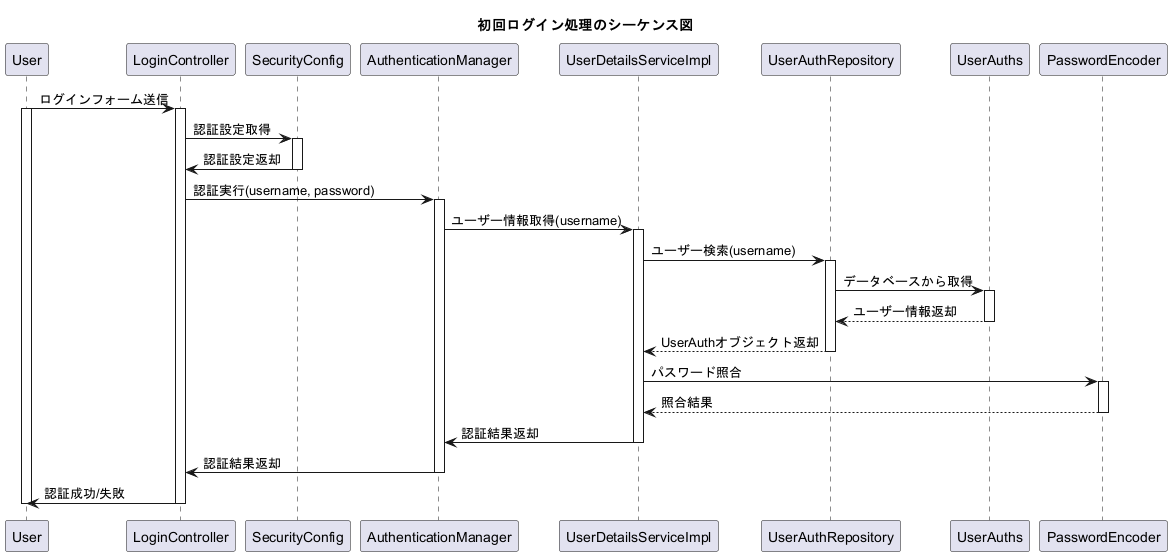 初回ログイン処理のシーケンス図
User LoginController SecurityConfig AuthenticationManager UserDetailsServiceImpl UserAuthRepository UserAuths PasswordEncoder
ログインフォーム送信
認証設定取得
認証設定返却
認証実行(username, password)
ユーザー情報取得(username)
ユーザー検索(username)
データベースから取得
ユーザー情報返却
UserAuthオブジェクト返却
パスワード照合
照合結果
認証結果返却
認証結果返却
認証成功/失敗
User LoginController SecurityConfig AuthenticationManager UserDetailsServiceImpl UserAuthRepository UserAuths PasswordEncoder